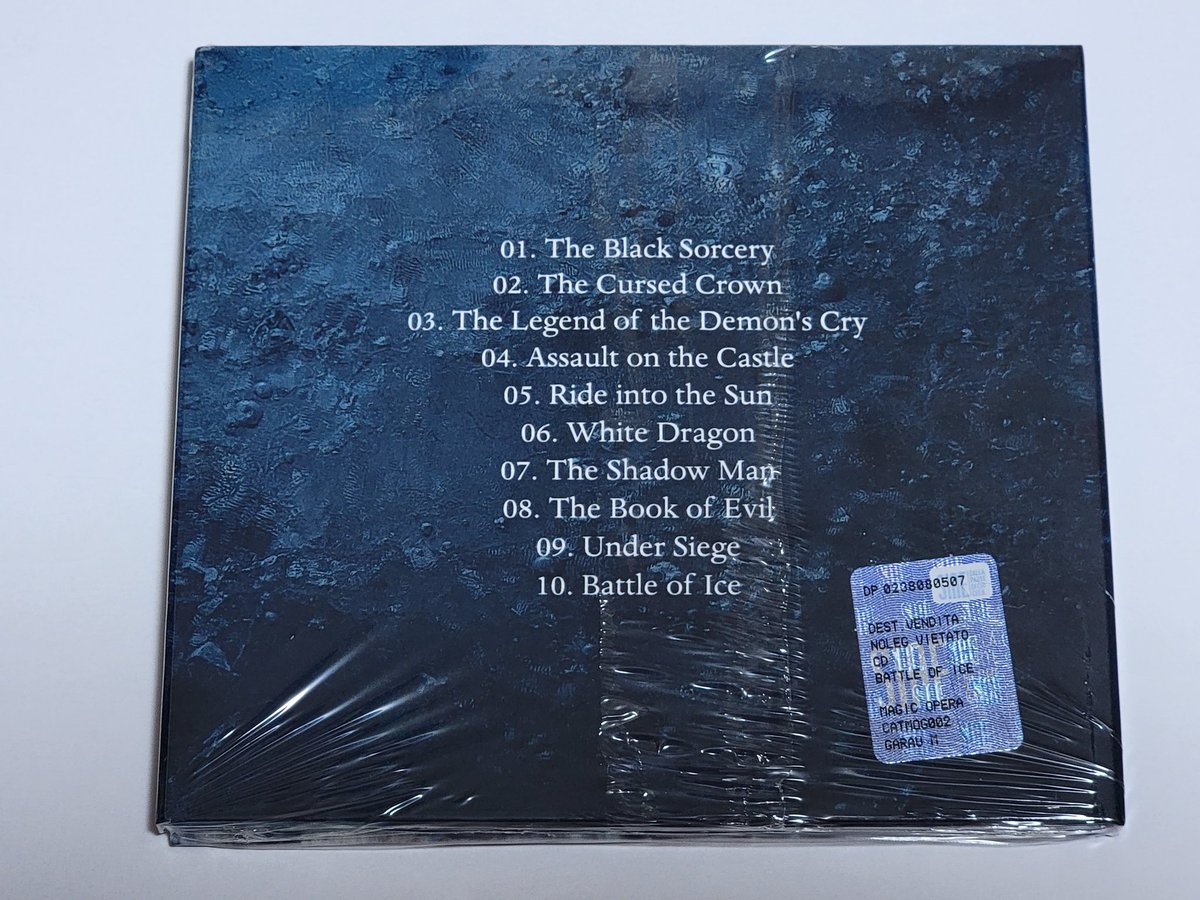 01. The Black Sorcery
02. The Cursed Crown
03. The Legend of the Demon's Cry
04. Assault on the Castle
05. Ride into the Sun
06. White Dragon
07. The Shadow Man
08. The Book of Evil
09. Under Siege
10. Battle of Ice
DP 0238080507
DEST VENDITA
NOLEG VIETATO
CD
BATTLE OF ICE
MAGIC OPERA
CATMOG002
GARAU M